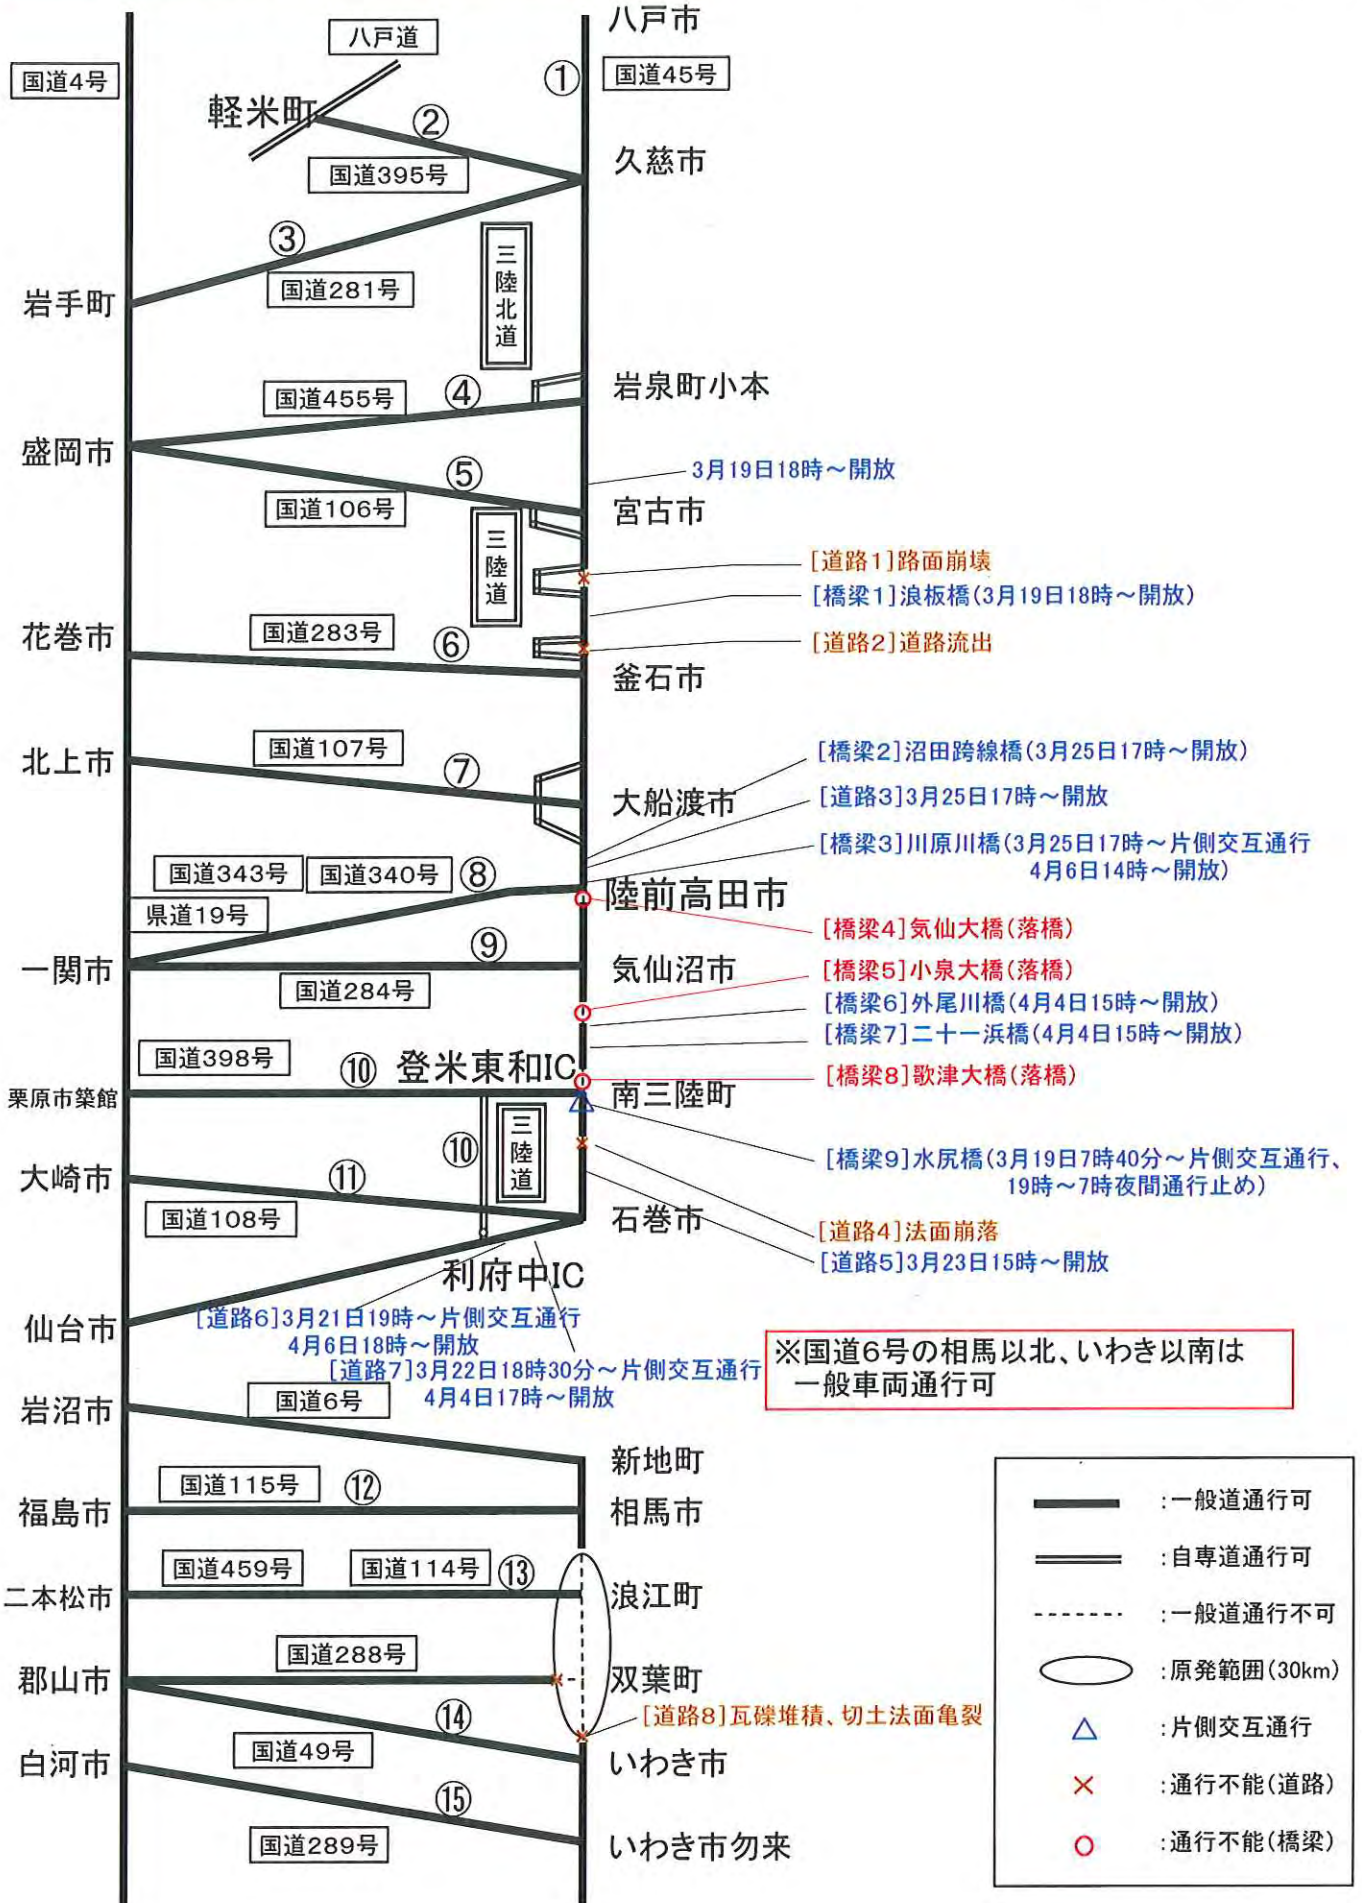 八戸市
八戸道
国道4号
①
国道45号
軽米町
②
久慈市
国道395号
③
三陸北道
国道281号
岩手町
岩泉町小本
国道455号
④
盛岡市
⑤
3月19日18時～開放
国道106号
宮古市
三陸道
[道路1]路面崩壊
[橋梁1]浪板橋(3月19日18時～開放)
花巻市
国道283号
⑥
[道路2]道路流出
釜石市
北上市
国道107号
⑦
[橋梁2]沼田跨線橋(3月25日17時～開放)
大船渡市
[道路3]3月25日17時～開放
[橋梁3]川原川橋(3月25日17時～片側交互通行
4月6日14時～開放)
国道343号
国道340号
⑧
陸前高田市
県道19号
[橋梁4]気仙大橋(落橋)
⑨
一関市
気仙沼市
[橋梁5]小泉大橋(落橋)
国道284号
[橋梁6]外尾川橋(4月4日15時～開放)
[橋梁7]二十一浜橋(4月4日15時～開放)
国道398号
⑩
登米東和IC
[橋梁8]歌津大橋(落橋)
栗原市築館
南三陸町
三陸道
⑩
[橋梁9]水尻橋(3月19日7時40分～片側交互通行、
19時～7時夜間通行止め)
大崎市
⑪
国道108号
石巻市
[道路4]法面崩落
[道路5]3月23日15時～開放
利府中IC
仙台市
[道路6]3月21日19時～片側交互通行
4月6日18時～開放
[道路7]3月22日18時30分～片側交互通行
4月4日17時～開放
※国道6号の相馬以北、いわき以南は
一般車両通行可
岩沼市
国道6号
新地町
国道115号
⑫
福島市
相馬市
国道459号
国道114号
⑬
二本松市
浪江町
国道288号
郡山市
双葉町
[道路8]瓦礫堆積、切土法面亀裂
⑭
国道49号
いわき市
白河市
⑮
国道289号
いわき市勿来
:一般道通行可
:自専道通行可
:一般道通行不可
:原発範囲(30km)
:片側交互通行
:通行不能(道路)
:通行不能(橋梁)